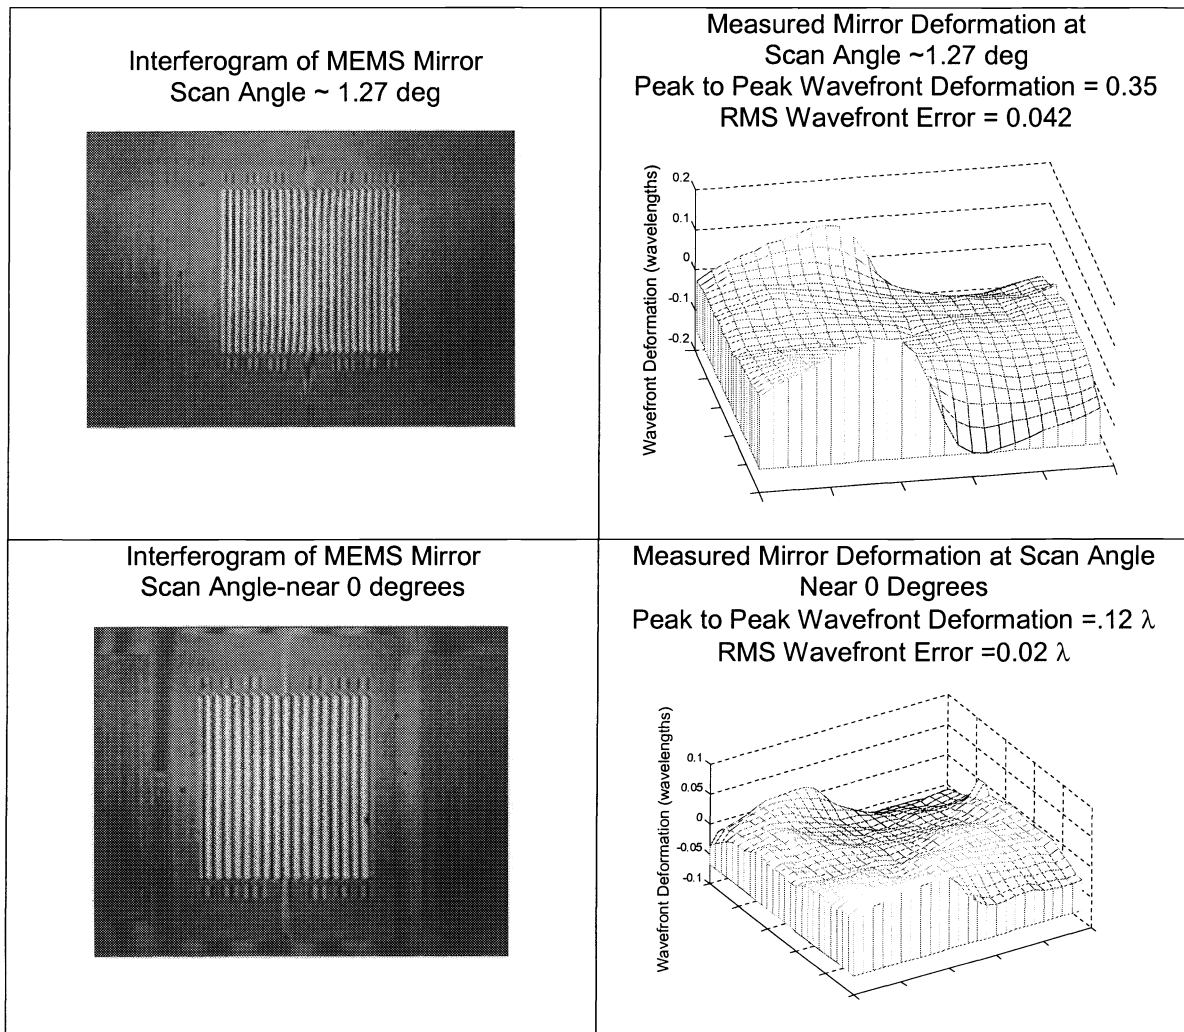 Interferogram of MEMS Mirror
Scan Angle ~ 1.27 deg
Measured Mirror Deformation at
Scan Angle ~1.27 deg
Peak to Peak Wavefront Deformation = 0.35
RMS Wavefront Error = 0.042
Wavefront Deformation (wavelengths)
0.2
0.1
0
-0.1
-0.2
Interferogram of MEMS Mirror
Scan Angle-near 0 degrees
Measured Mirror Deformation at Scan Angle
Near 0 Degrees
Peak to Peak Wavefront Deformation =.12 λ
RMS Wavefront Error =0.02 λ
Wavefront Deformation (wavelengths)
0.1
0.05
0
-0.05
-0.1